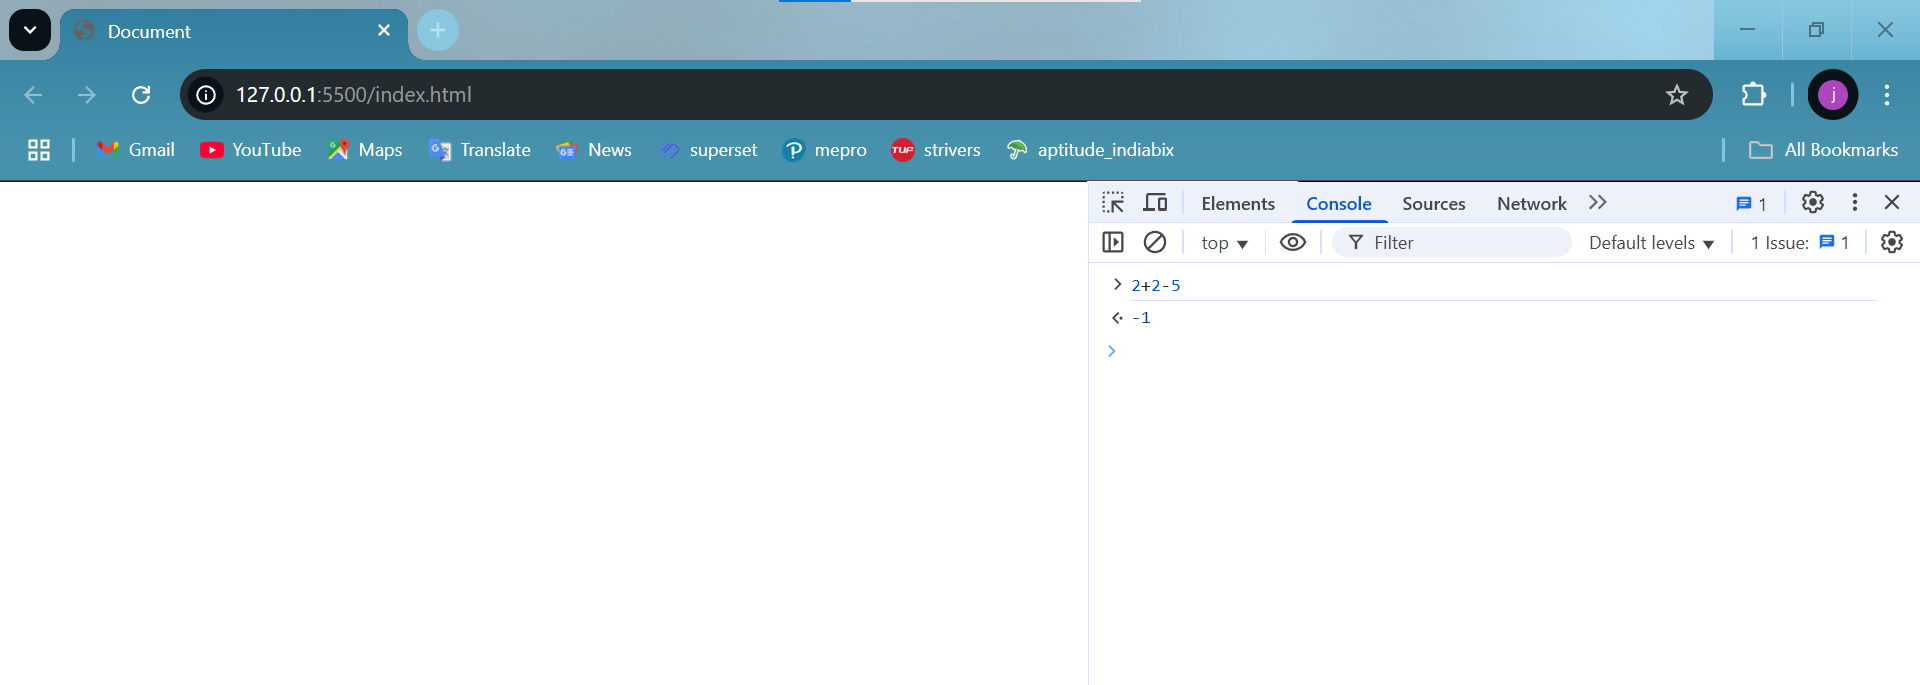 Document
127.0.0.1:5500/index.html
j
Gmail YouTube Maps Translate News superset mepro TUF strivers aptitude_indiabix All Bookmarks
Elements Console Sources Network 1
top Filter Default levels 1 Issue: 1
2+2-5
-1